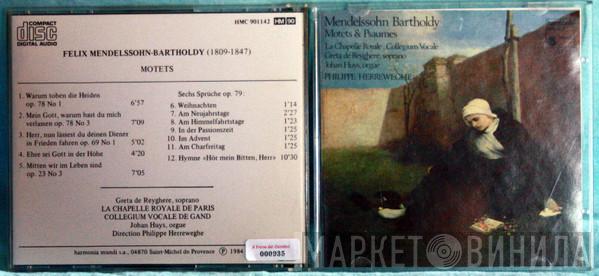 COMPACT
disc
DIGITAL AUDIO
HMC 901142
HM 90
FELIX MENDELSSOHN-BARTHOLDY (1809-1847)
MOTETS
1. Warum toben die Heiden
op. 78 No 1 6'57
2. Mein Gott, warum hast du mich
verlassen op. 78 No 3 7'09
3. Herr, nun lässest du deinen Diener
in Frieden fahren op. 69 No 1 5'02
4. Ehre sei Gott in der Höhe 4'20
5. Mitten wir im Leben sind
op. 23 No 3 7'05
Sechs Sprüche op. 79:
6. Weihnachten 1'14
7. Am Neujahrstage 2'00
8. Am Himmelfahrtstage 1'23
9. In der Passionzeit 1'25
10. Im Advent 1'25
11. Am Charfreitag 1'25
12. Hymne «Hör mein Bitten, Herr» 10'30
Greta de Reyghere, soprano
LA CHAPELLE ROYALE DE PARIS
COLLEGIUM VOCALE DE GAND
Johan Huys, orgue
Direction Philippe Herreweghe
harmonia mundi s.a., 04870 Saint-Michel de Provence Ⓟ 1984
000935
Mendelssohn Bartholdy
Motets & Psaumes
La Chapelle Royale . Collegium Vocale
Greta de Reyghere, soprano
Johan Huys, orgue
PHILIPPE HERREWEGHE
МАРКЕТ ВИНИЛА